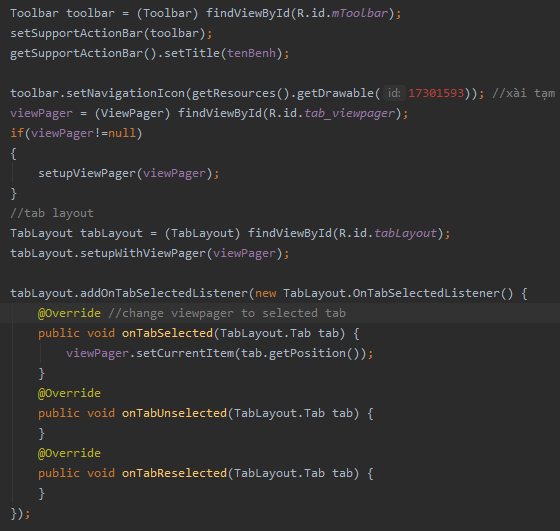 Toolbar toolbar = (Toolbar) findViewById(R.id.mToolbar);
setSupportActionBar(toolbar);
getSupportActionBar().setTitle(tenBenh);
toolbar.setNavigationIcon(getResources().getDrawable( id: 17301593)); //xài tạm
viewPager = (ViewPager) findViewById(R.id.tab_viewpager);
if(viewPager!=null)
{
setupViewPager(viewPager);
}
//tab layout
TabLayout tabLayout = (TabLayout) findViewById(R.id.tabLayout);
tabLayout.setupWithViewPager(viewPager);
tabLayout.addOnTabSelectedListener(new TabLayout.OnTabSelectedListener() {
@Override //change viewpager to selected tab
public void onTabSelected(TabLayout.Tab tab) {
viewPager.setCurrentItem(tab.getPosition());
}
@Override
public void onTabUnselected(TabLayout.Tab tab) {
}
@Override
public void onTabReselected(TabLayout.Tab tab) {
}
});